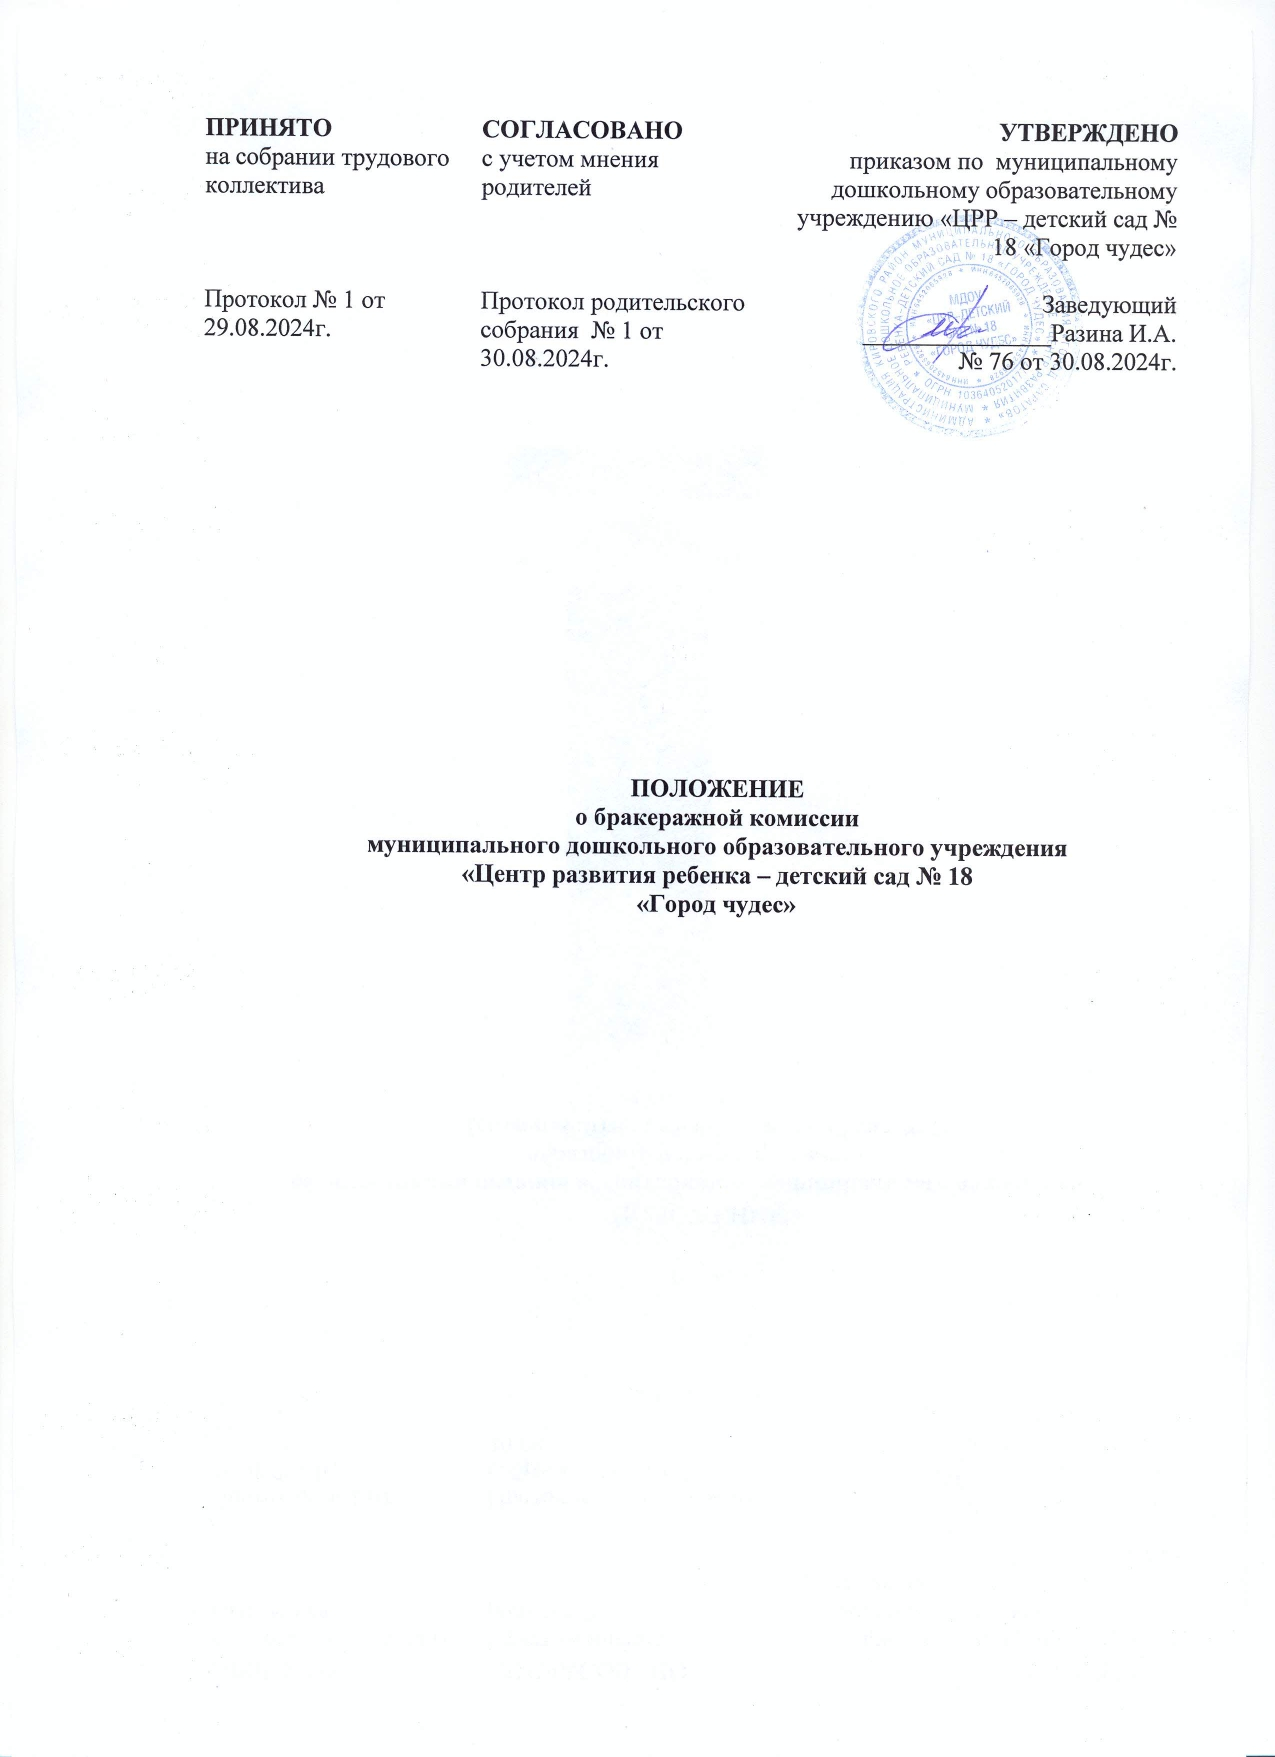 ПРИНЯТО
на собрании трудового
коллектива
Протокол № 1 от
29.08.2024г.
СОГЛАСОВАНО
с учетом мнения
родителей
Протокол родительского
собрания № 1 от
30.08.2024г.
УТВЕРЖДЕНО
приказом по муниципальному
дошкольному образовательному
учреждению «ЦРР – детский сад №
18 «Город чудес»
Заведующий
Разина И.А.
№ 76 от 30.08.2024г.
МДОУ
ДЕТСКИЙ
ПОЛОЖЕНИЕ
о бракеражной комиссии
муниципального дошкольного образовательного учреждения
«Центр развития ребенка – детский сад № 18
«Город чудес»